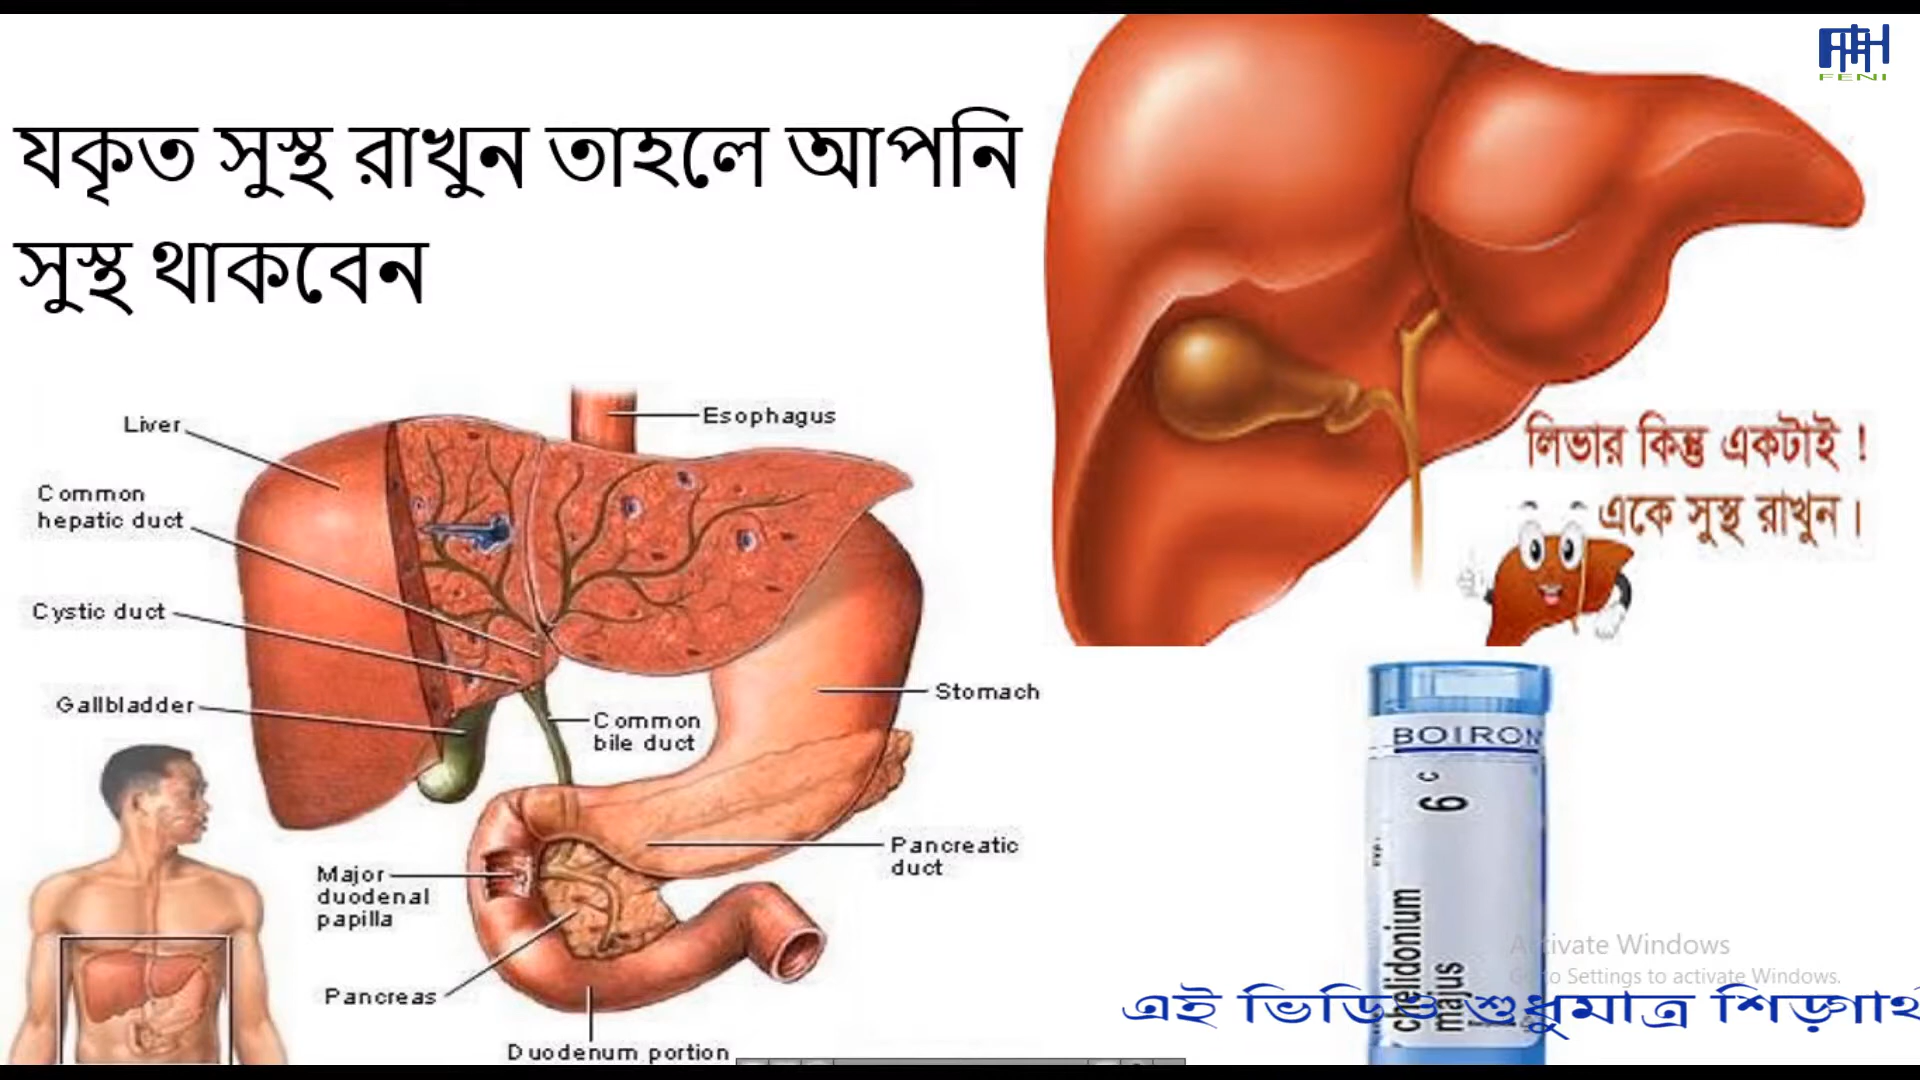 যকৃত সুস্থ রাখুন তাহলে আপনি
সুস্থ থাকবেন
FENI
লিভার কিন্তু একটাই !
একে সুস্থ রাখুন।
Liver
Esophagus
Common
hepatic duct
Cystic duct
Gallbladder
Common
bile duct
Stomach
Pancreatic
duct
Major
duodenal
papilla
Pancreas
Duodenum portion
BOIRON
6 C
chelidonium
majus
Activate Windows
Go to Settings to activate Windows.
এই ভিডিও শুধুমাত্র